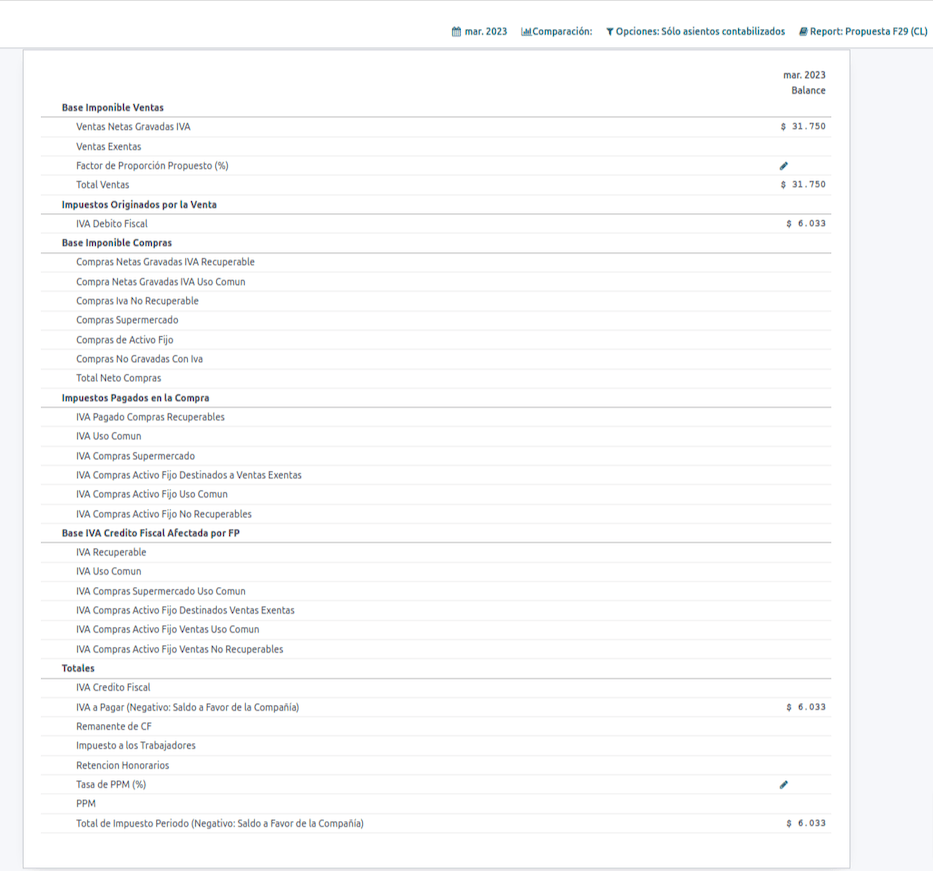 mar. 2023 Comparación: Opciones: Sólo asientos contabilizados Report: Propuesta F29 (CL)
mar. 2023
Balance
Base Imponible Ventas
Ventas Netas Gravadas IVA $ 31.750
Ventas Exentas
Factor de Proporción Propuesto (%)
Total Ventas $ 31.750
Impuestos Originados por la Venta
IVA Debito Fiscal $ 6.033
Base Imponible Compras
Compras Netas Gravadas IVA Recuperable
Compra Netas Gravadas IVA Uso Comun
Compras Iva No Recuperable
Compras Supermercado
Compras de Activo Fijo
Compras No Gravadas Con Iva
Total Neto Compras
Impuestos Pagados en la Compra
IVA Pagado Compras Recuperables
IVA Uso Comun
IVA Compras Supermercado
IVA Compras Activo Fijo Destinados a Ventas Exentas
IVA Compras Activo Fijo Uso Comun
IVA Compras Activo Fijo No Recuperables
Base IVA Credito Fiscal Afectada por FP
IVA Recuperable
IVA Uso Comun
IVA Compras Supermercado Uso Comun
IVA Compras Activo Fijo Destinados Ventas Exentas
IVA Compras Activo Fijo Ventas Uso Comun
IVA Compras Activo Fijo Ventas No Recuperables
Totales
IVA Credito Fiscal
IVA a Pagar (Negativo: Saldo a Favor de la Compañía) $ 6.033
Remanente de CF
Impuesto a los Trabajadores
Retencion Honorarios
Tasa de PPM (%)
PPM
Total de Impuesto Periodo (Negativo: Saldo a Favor de la Compañía) $ 6.033